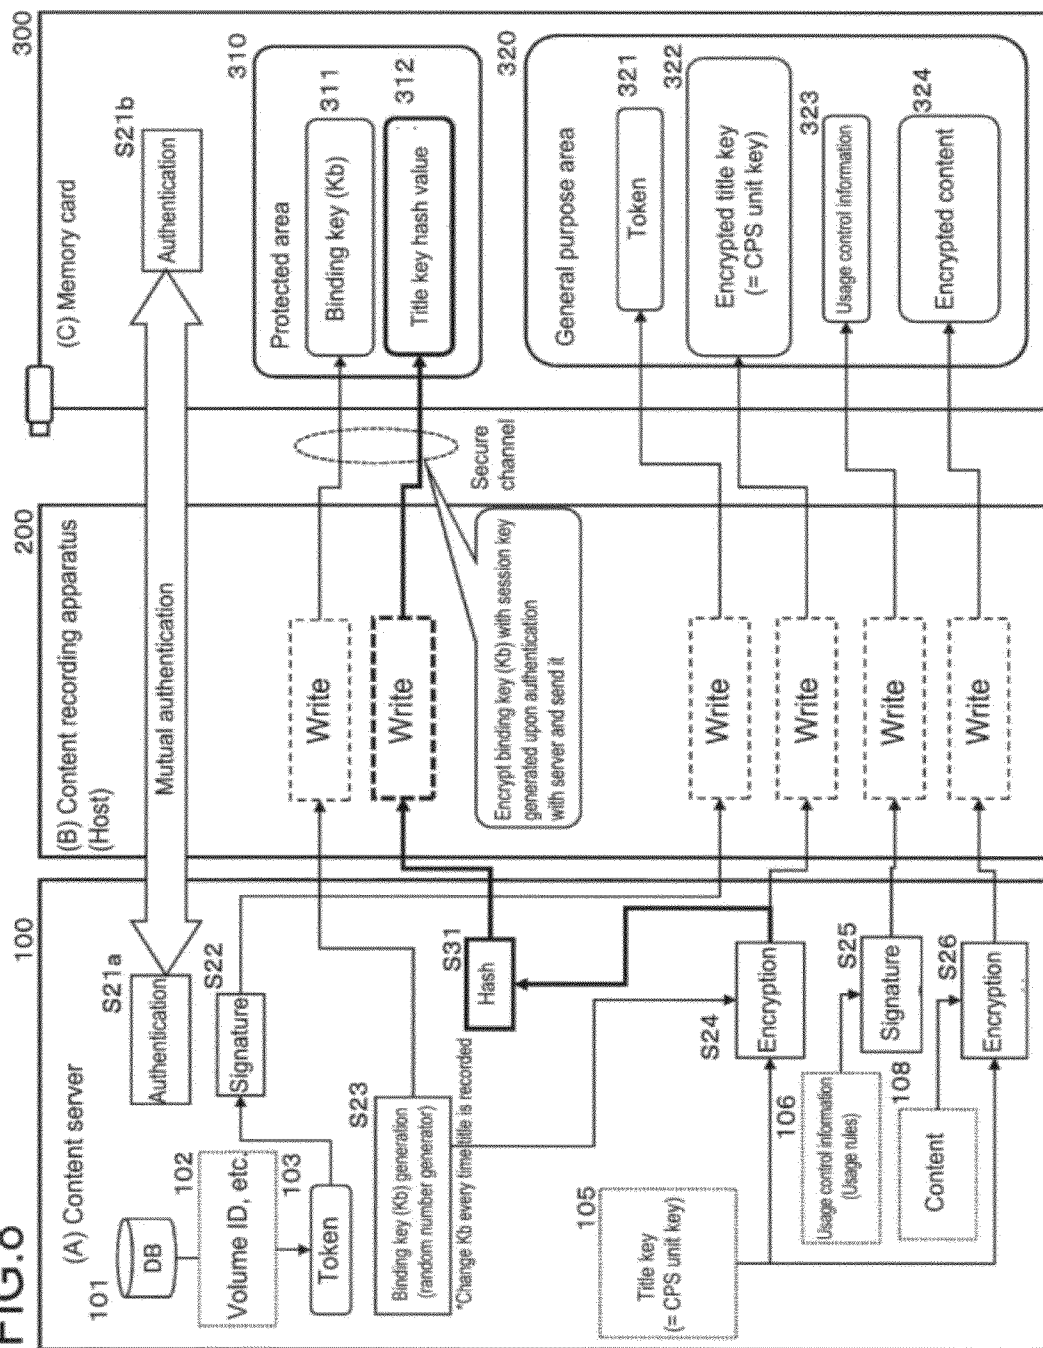 FIG.
100
(A) Content server
101
DB
102
Volume ID, etc.
103
Token
S21a
Authentication
S22
Signature
S23
Binding key (Kb) generation
(random number generator)
*Change Kb every time title is recorded
S31
Hash
105
Title key
(= CPS unit key)
S24
Encryption
106
Usage control information
(Usage rules)
S25
Signature
108
Content
S26
Encryption
200
(B) Content recording apparatus
(Host)
Mutual authentication
Write
Write
Encrypt binding key (Kb) with session key
generated upon authentication
with server and send it
Write
Write
Write
Write
Secure
channel
300
(C) Memory card
S21b
Authentication
310
Protected area
311
Binding key (Kb)
312
Title key hash value
320
General purpose area
321
Token
322
Encrypted title key
(= CPS unit key)
323
Usage control information
324
Encrypted content